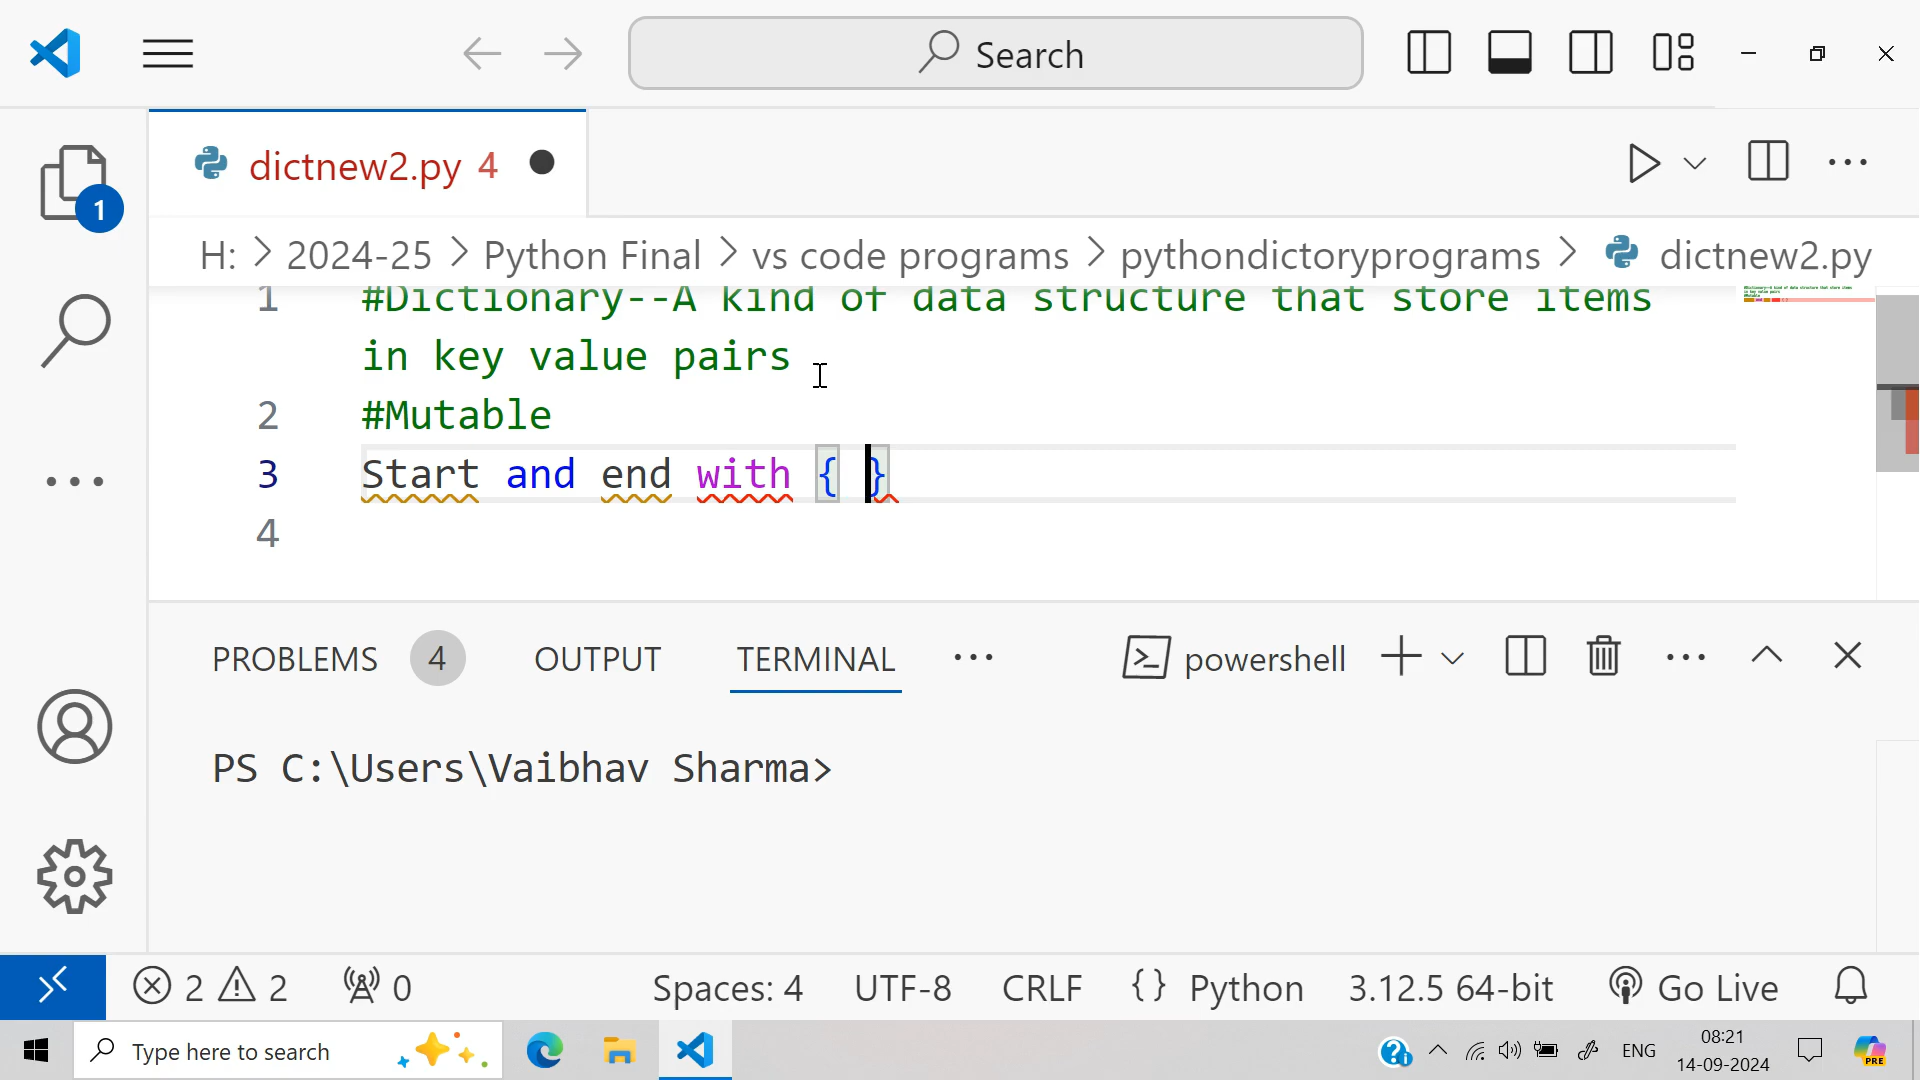 Search
dictnew2.py 4
H: > 2024-25 > Python Final > vs code programs > pythondictoryprograms > dictnew2.py
1 #Dictionary--A kind of data structure that store items
in key value pairs
2 #Mutable
3 Start and end with { }
4
1
PROBLEMS 4 OUTPUT TERMINAL ... powershell
PS C:\Users\Vaibhav Sharma>
2 2 0 Spaces: 4 UTF-8 CRLF {} Python 3.12.5 64-bit Go Live
Type here to search
ENG
08:21
14-09-2024
PRE